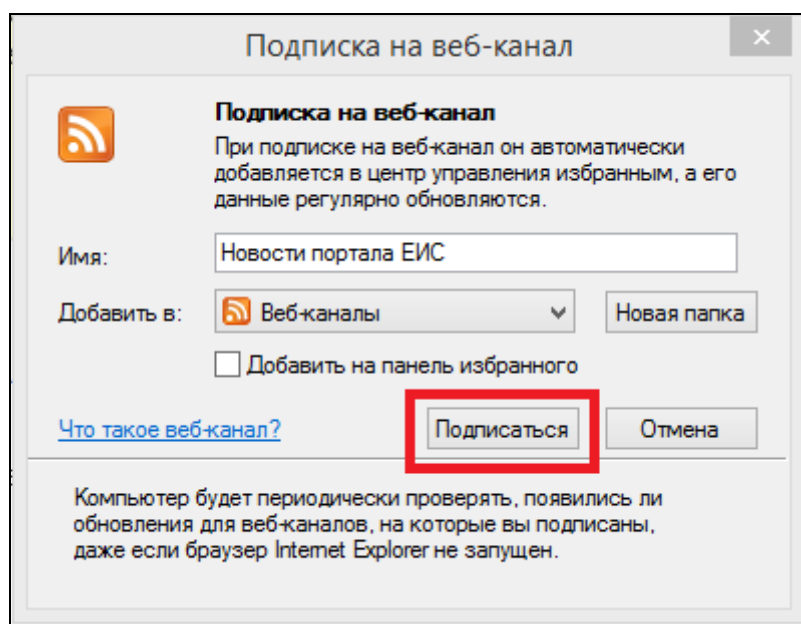 Подписка на веб-канал
Подписка на веб-канал
При подписке на веб-канал он автоматически
добавляется в центр управления избранным, а его
данные регулярно обновляются.
Имя: Новости портала ЕИС
Добавить в: Веб-каналы Новая папка
Добавить на панель избранного
Что такое веб-канал? Подписаться Отмена
Компьютер будет периодически проверять, появились ли
обновления для веб-каналов, на которые вы подписаны,
даже если браузер Internet Explorer не запущен.